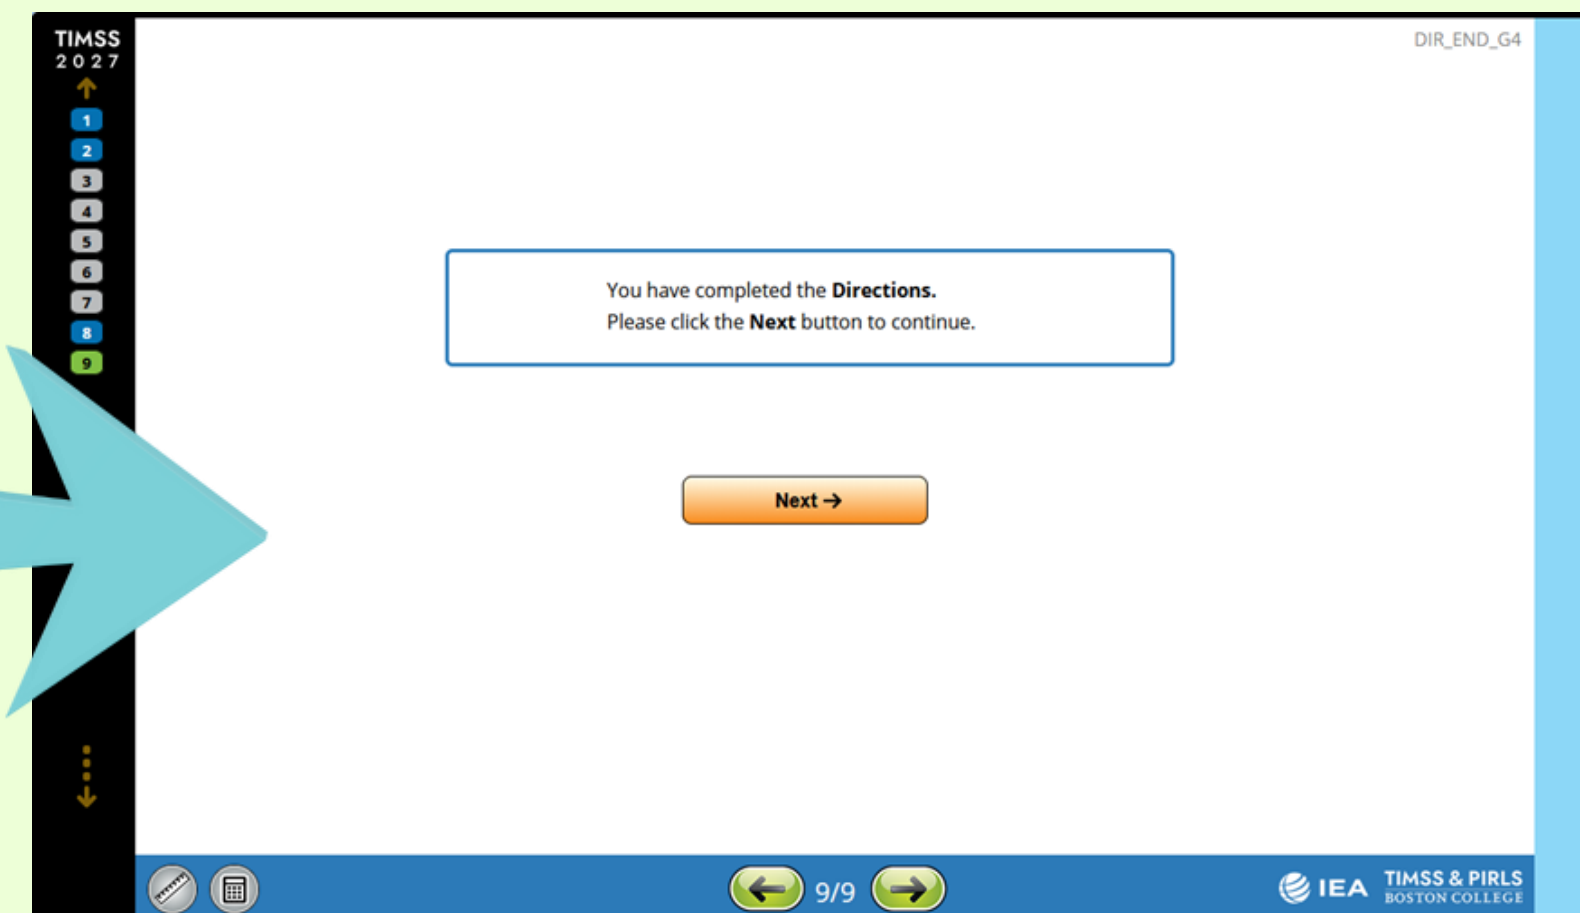 TIMSS
2027
DIR_END_G4
1
2
3
4
5
6
7
8
9
You have completed the Directions.
Please click the Next button to continue.
Next →
9/9
IEA
TIMSS & PIRLS
BOSTON COLLEGE